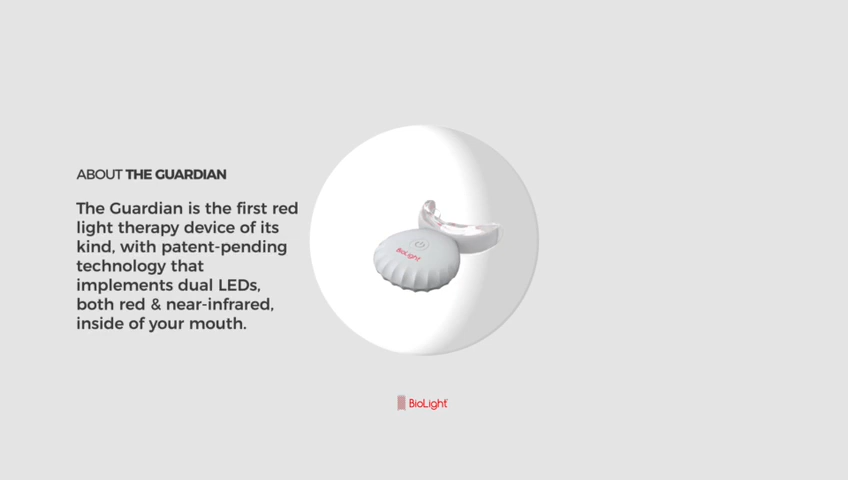 ABOUT THE GUARDIAN
The Guardian is the first red
light therapy device of its
kind, with patent-pending
technology that
implements dual LEDs,
both red & near-infrared,
inside of your mouth.
BioLight
BioLight